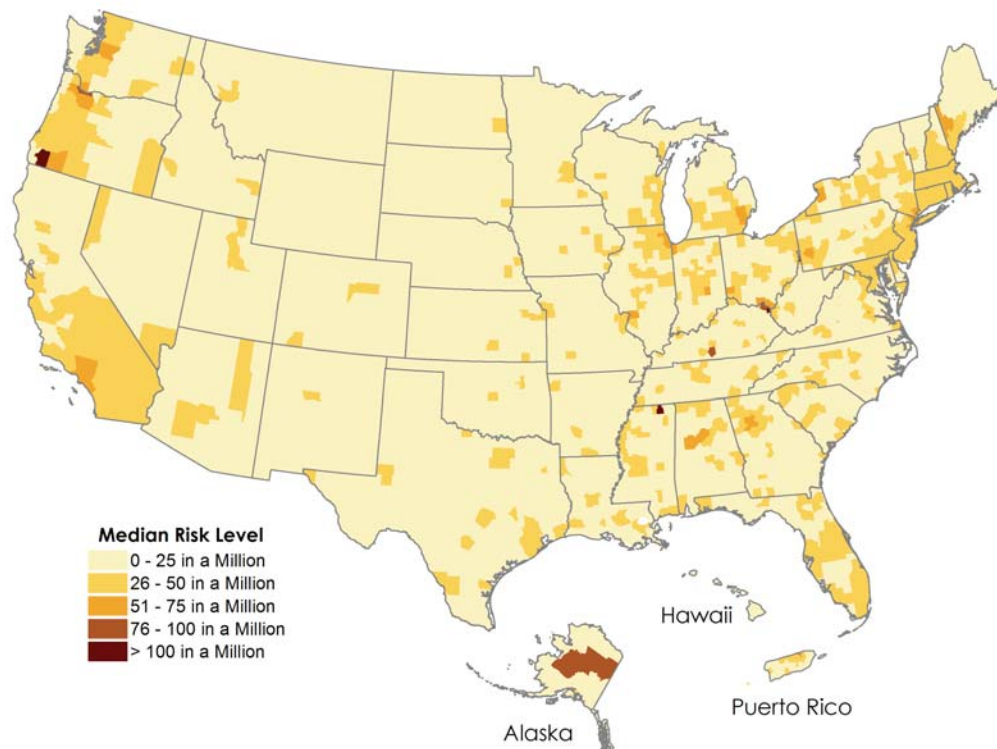 Median Risk Level
0 - 25 in a Million
26 - 50 in a Million
51 - 75 in a Million
76 - 100 in a Million
> 100 in a Million
Hawaii
Alaska
Puerto Rico